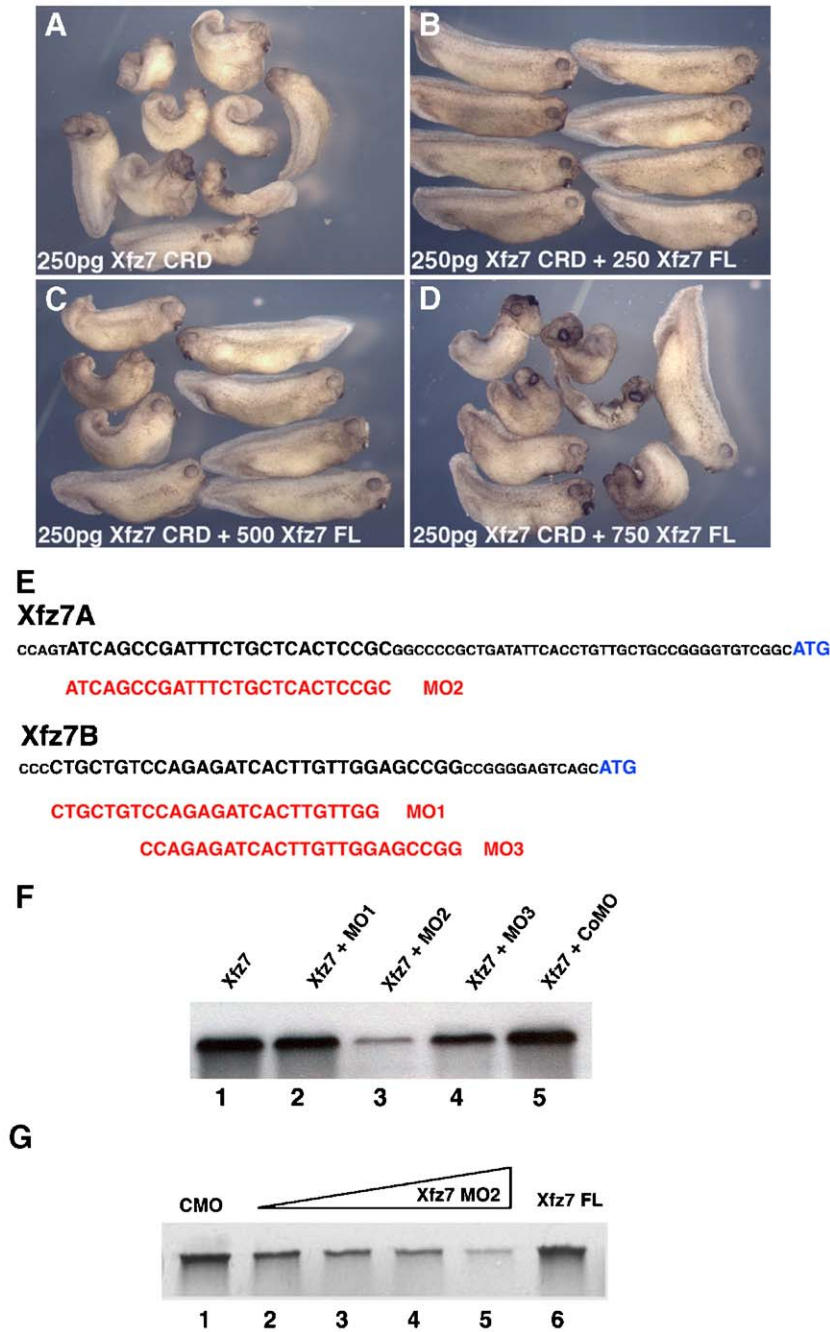 A
B
250pg Xfz7 CRD
250pg Xfz7 CRD + 250 Xfz7 FL
C
D
250pg Xfz7 CRD + 500 Xfz7 FL
250pg Xfz7 CRD + 750 Xfz7 FL
E
Xfz7A
CCAGTATCAGCCGATTTCTGCTCACTCCGCGGCCCCGCTGATATTCACCTGTTGCTGCCGGGGTGTCGGCATG
ATCAGCCGATTTCTGCTCACTCCGC MO2
Xfz7B
CCCCTGCTGTCCAGAGATCACTTGTTGGAGCCGGCCGGGGAGTCAGCATG
CTGCTGTCCAGAGATCACTTGTTGG MO1
CCAGAGATCACTTGTTGGAGCCGG MO3
F
Xfz7 Xfz7 + MO1 Xfz7 + MO2 Xfz7 + MO3 Xfz7 + CoMO
1 2 3 4 5
G
CMO Xfz7 MO2 Xfz7 FL
1 2 3 4 5 6